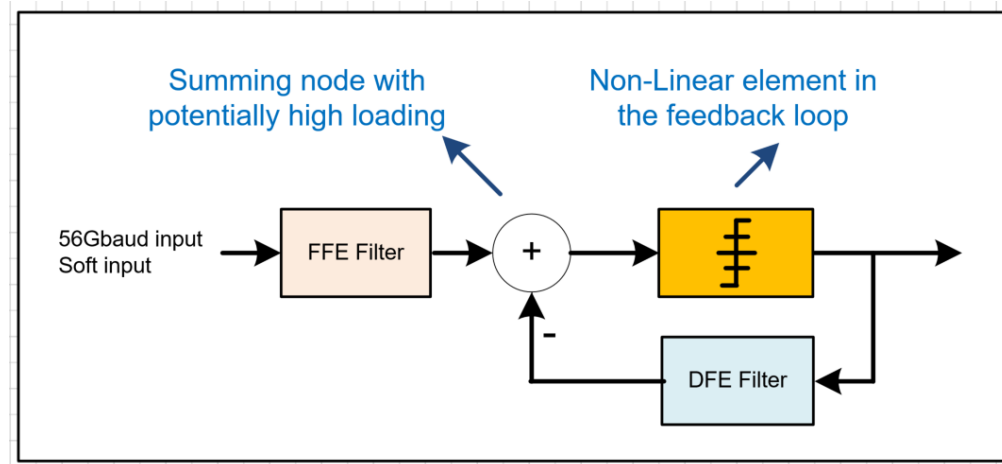 Summing node with
potentially high loading
Non-Linear element in
the feedback loop
56Gbaud input
Soft input
FFE Filter
+
-
DFE Filter